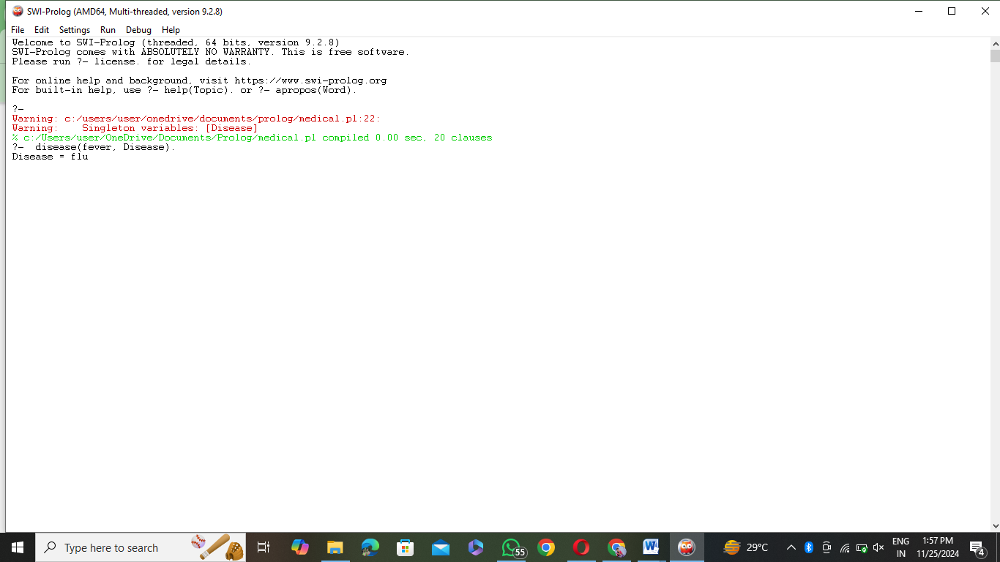 SWI-Prolog (AMD64, Multi-threaded, version 9.2.8)
File Edit Settings Run Debug Help
Welcome to SWI-Prolog (threaded, 64 bits, version 9.2.8)
SWI-Prolog comes with ABSOLUTELY NO WARRANTY. This is free software.
Please run ?- license. for legal details.
For online help and background, visit https://www.swi-prolog.org
For built-in help, use ?- help(Topic). or ?- apropos(Word).
?-
Warning: c:/users/user/onedrive/documents/prolog/medical.pl:22:
Warning:    Singleton variables: [Disease]
% c:/Users/user/OneDrive/Documents/Prolog/medical.pl compiled 0.00 sec, 20 clauses
?-  disease(fever, Disease).
Disease = flu
Type here to search
55
29°C
ENG
IN
1:57 PM
11/25/2024
4